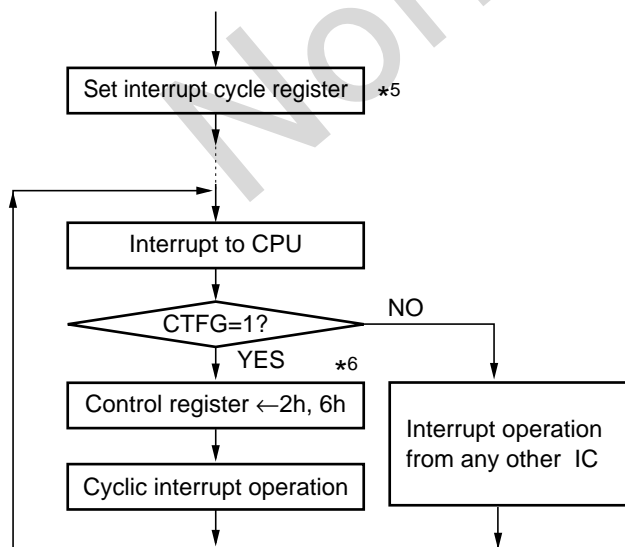 Set interrupt cycle register *5
Interrupt to CPU
CTFG=1?
NO
YES
*6
Control register ←2h, 6h
Interrupt operation
from any other IC
Cyclic interrupt operation
Non